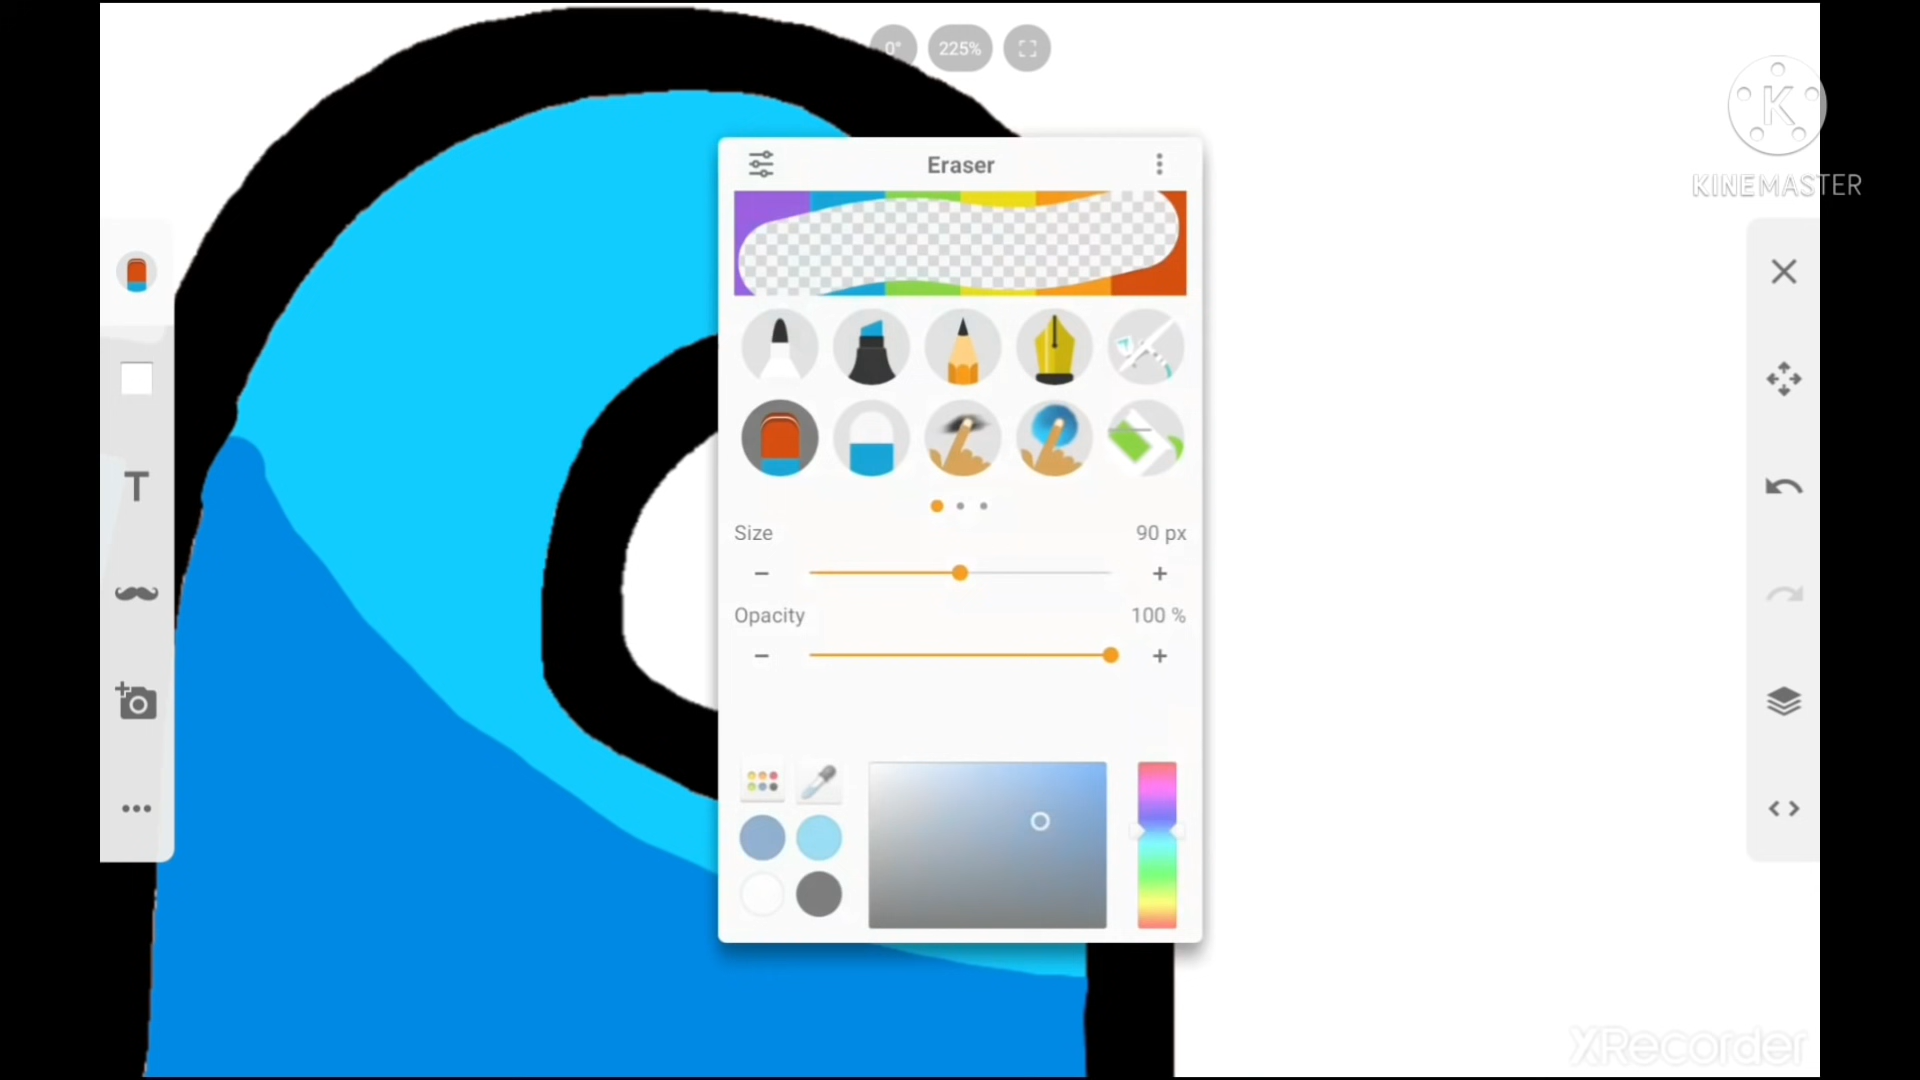 0°
225%
K
KINEMASTER
Eraser
T
Size
90 px
Opacity
100 %
XRecorder